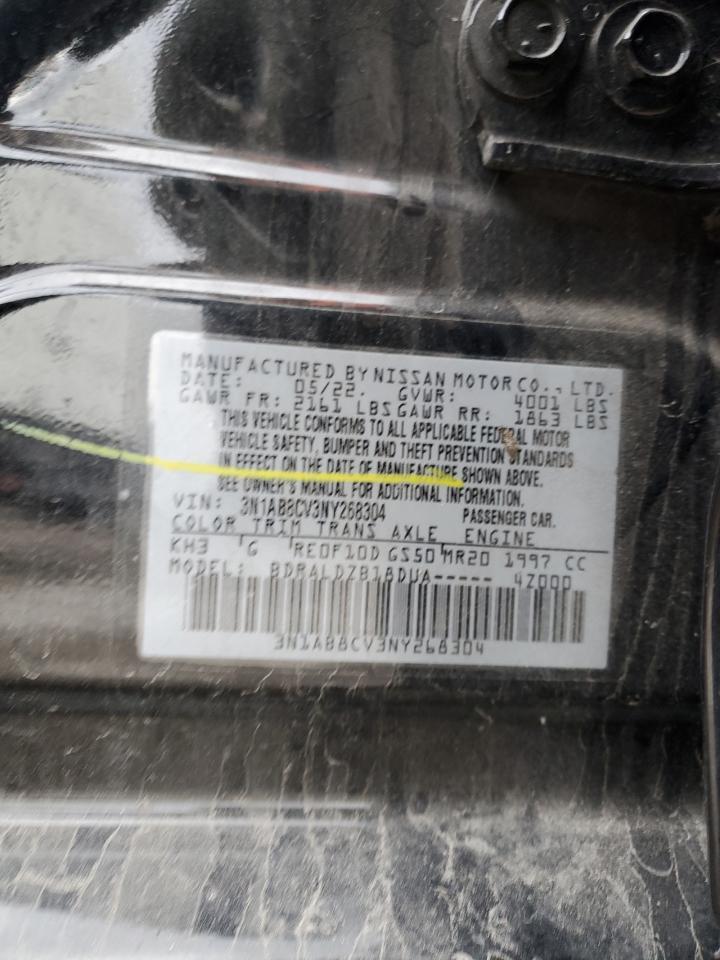 MANUFACTURED BY NISSAN MOTOR CO., LTD.
DATE: 05/22. GVWR: 4001 LBS
GAWR FR: 2161 LBS GAWR RR: 1863 LBS
THIS VEHICLE CONFORMS TO ALL APPLICABLE FEDERAL MOTOR
VEHICLE SAFETY, BUMPER AND THEFT PREVENTION STANDARDS
IN EFFECT ON THE DATE OF MANUFACTURE SHOWN ABOVE.
SEE OWNER'S MANUAL FOR ADDITIONAL INFORMATION.
VIN: 3N1AB8CV3NY268304 PASSENGER CAR.
COLOR TRIM TRANS AXLE ENGINE
KH3 G RE0F10D GS50 MR20 1997 CC
MODEL: BDRALDZB18DUA----- 4Z000
3N1AB8CV3NY268304